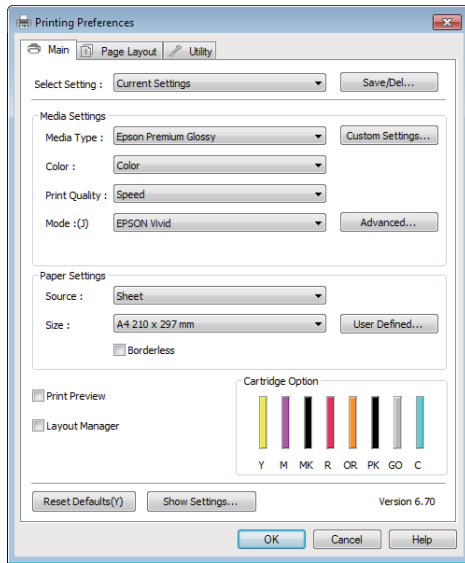 Printing Preferences
Main Page Layout Utility
Select Setting : Current Settings Save/Del...
Media Settings
Media Type : Epson Premium Glossy Custom Settings...
Color : Color
Print Quality : Speed
Mode :(J) EPSON Vivid Advanced...
Paper Settings
Source : Sheet
Size : A4 210 x 297 mm User Defined...
Borderless
Print Preview
Layout Manager
Cartridge Option
Y M MK R OR PK GO C
Reset Defaults(Y) Show Settings... Version 6.70
OK Cancel Help